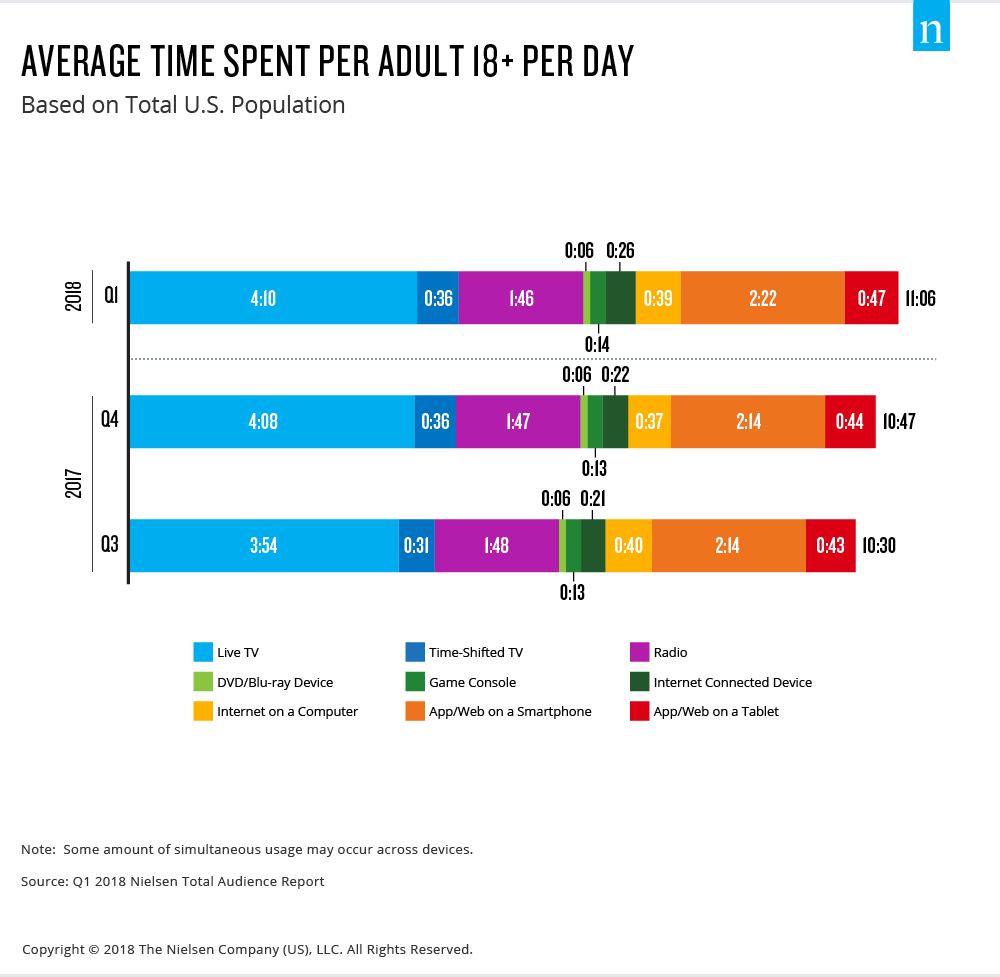 n
AVERAGE TIME SPENT PER ADULT 18+ PER DAY
Based on Total U.S. Population
0:06 0:26
2018 Q1 4:10 0:36 1:46 0:39 2:22 0:47 11:06
0:14
0:06 0:22
Q4 4:08 0:36 1:47 0:37 2:14 0:44 10:47
0:13
2017
0:06 0:21
Q3 3:54 0:31 1:48 0:40 2:14 0:43 10:30
0:13
Live TV Time-Shifted TV Radio
DVD/Blu-ray Device Game Console Internet Connected Device
Internet on a Computer App/Web on a Smartphone App/Web on a Tablet
Note: Some amount of simultaneous usage may occur across devices.
Source: Q1 2018 Nielsen Total Audience Report
Copyright © 2018 The Nielsen Company (US), LLC. All Rights Reserved.